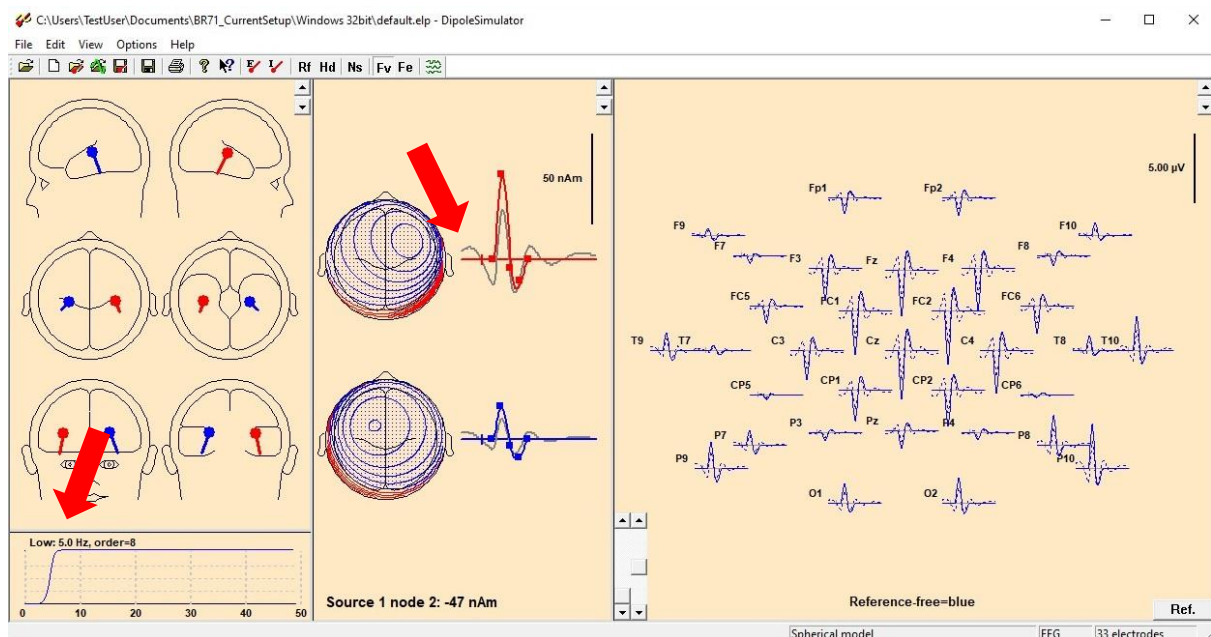 C:\Users\TestUser\Documents\BR71_CurrentSetup\Windows 32bit\default.elp - DipoleSimulator
File Edit View Options Help
Rf Hd Ns Fv Fe
50 nAm
5.00 µV
Fp1 Fp2
F9 F10
F7 F3 Fz F4 F8
FC5 FC1 FC2 FC6
T9 T7 C3 Cz C4 T8 T10
CP5 CP1 CP2 CP6
P7 P3 Pz P4 P8
P9 P10
O1 O2
Low: 5.0 Hz, order=8
0 10 20 30 40 50
Source 1 node 2: -47 nAm
Reference-free=blue
Ref.
Spherical model EEG 33 electrodes